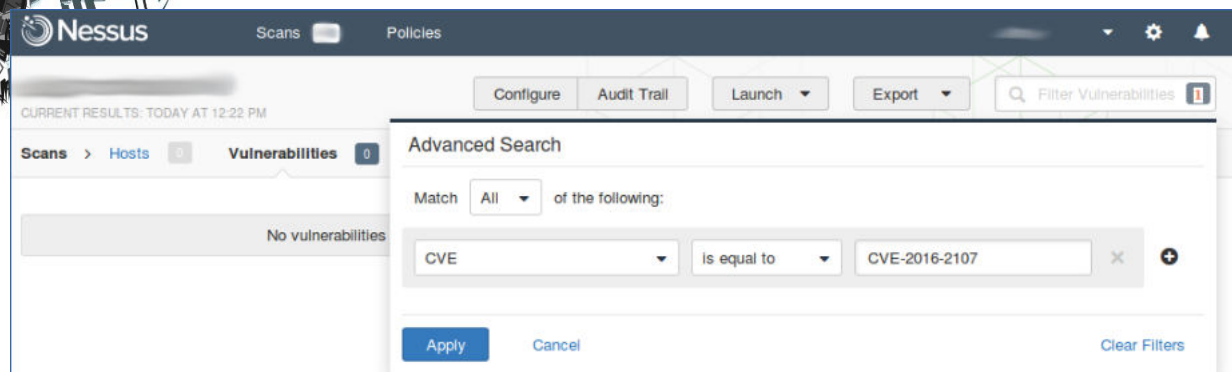 Nessus Scans Policies
Configure Audit Trail Launch Export Filter Vulnerabilities 1
CURRENT RESULTS: TODAY AT 12:22 PM
Scans > Hosts 0 Vulnerabilities 0
Advanced Search
Match All of the following:
No vulnerabilities
CVE is equal to CVE-2016-2107
Apply Cancel Clear Filters